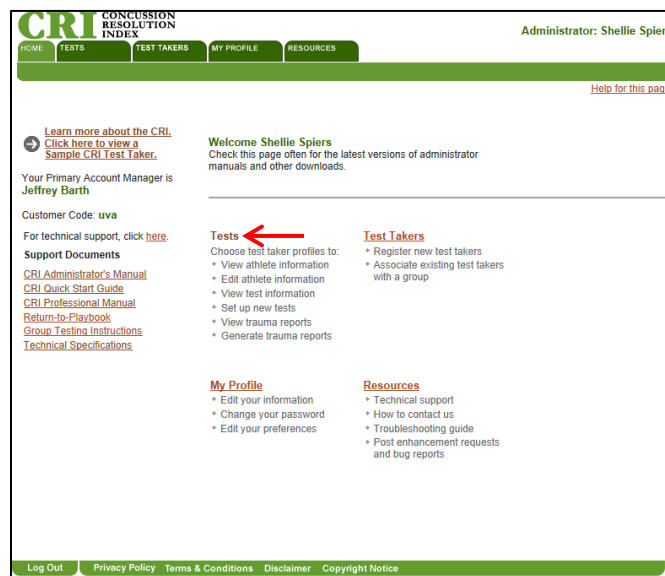 CRI CONCUSSION
RESOLUTION
INDEX
Administrator: Shellie Spier
HOME TESTS TEST TAKERS MY PROFILE RESOURCES
Help for this pag
Learn more about the CRI.
Click here to view a
Sample CRI Test Taker.
Your Primary Account Manager is
Jeffrey Barth
Customer Code: uva
For technical support, click here.
Support Documents
CRI Administrator's Manual
CRI Quick Start Guide
CRI Professional Manual
Return-to-Playbook
Group Testing Instructions
Technical Specifications
Welcome Shellie Spiers
Check this page often for the latest versions of administrator
manuals and other downloads.
Tests
Choose test taker profiles to:
View athlete information
Edit athlete information
View test information
Set up new tests
View trauma reports
Generate trauma reports
Test Takers
Register new test takers
Associate existing test takers
with a group
My Profile
Edit your information
Change your password
Edit your preferences
Resources
Technical support
How to contact us
Troubleshooting guide
Post enhancement requests
and bug reports
Log Out Privacy Policy Terms & Conditions Disclaimer Copyright Notice